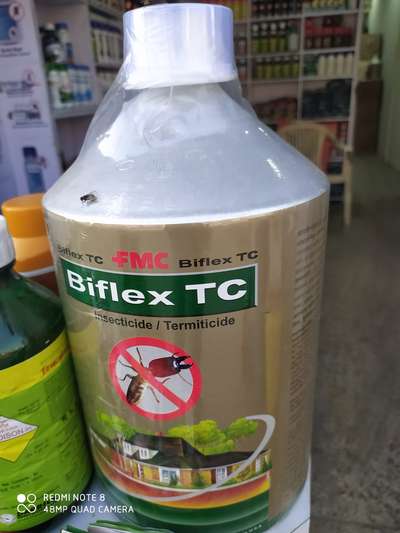 Biflex TC FMC Biflex TC
Biflex TC
Insecticide / Termiticide
REDMI NOTE 8
48MP QUAD CAMERA